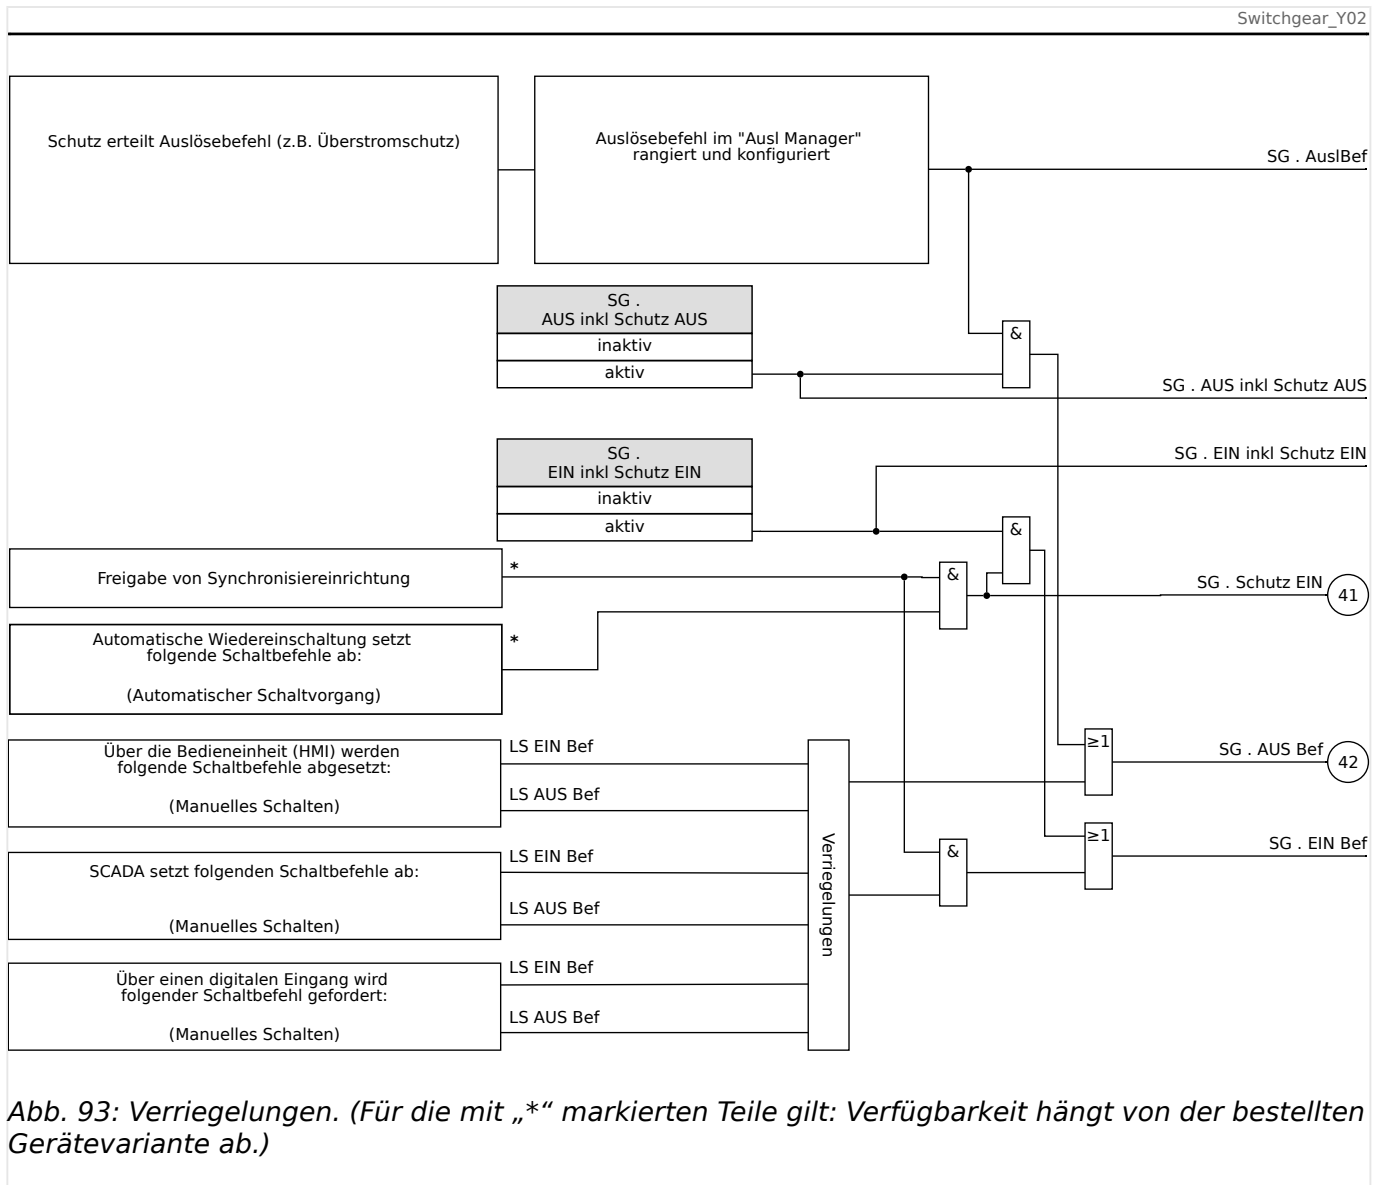 Switchgear_Y02
Schutz erteilt Auslösebefehl (z.B. Überstromschutz)
Auslösebefehl im "Ausl Manager"
rangiert und konfiguriert
SG . AuslBef
SG .
AUS inkl Schutz AUS
inaktiv
aktiv
&
SG . AUS inkl Schutz AUS
SG .
EIN inkl Schutz EIN
inaktiv
aktiv
SG . EIN inkl Schutz EIN
&
Freigabe von Synchronisiereinrichtung
*
&
SG . Schutz EIN
41
Automatische Wiedereinschaltung setzt
folgende Schaltbefehle ab:
(Automatischer Schaltvorgang)
*
Über die Bedieneinheit (HMI) werden
folgende Schaltbefehle abgesetzt:
(Manuelles Schalten)
LS EIN Bef
LS AUS Bef
≥1
SG . AUS Bef
42
SCADA setzt folgenden Schaltbefehle ab:
(Manuelles Schalten)
LS EIN Bef
LS AUS Bef
Verriegelungen
&
≥1
SG . EIN Bef
Über einen digitalen Eingang wird
folgender Schaltbefehl gefordert:
(Manuelles Schalten)
LS EIN Bef
LS AUS Bef
Abb. 93: Verriegelungen. (Für die mit „*“ markierten Teile gilt: Verfügbarkeit hängt von der bestellten
Gerätevariante ab.)